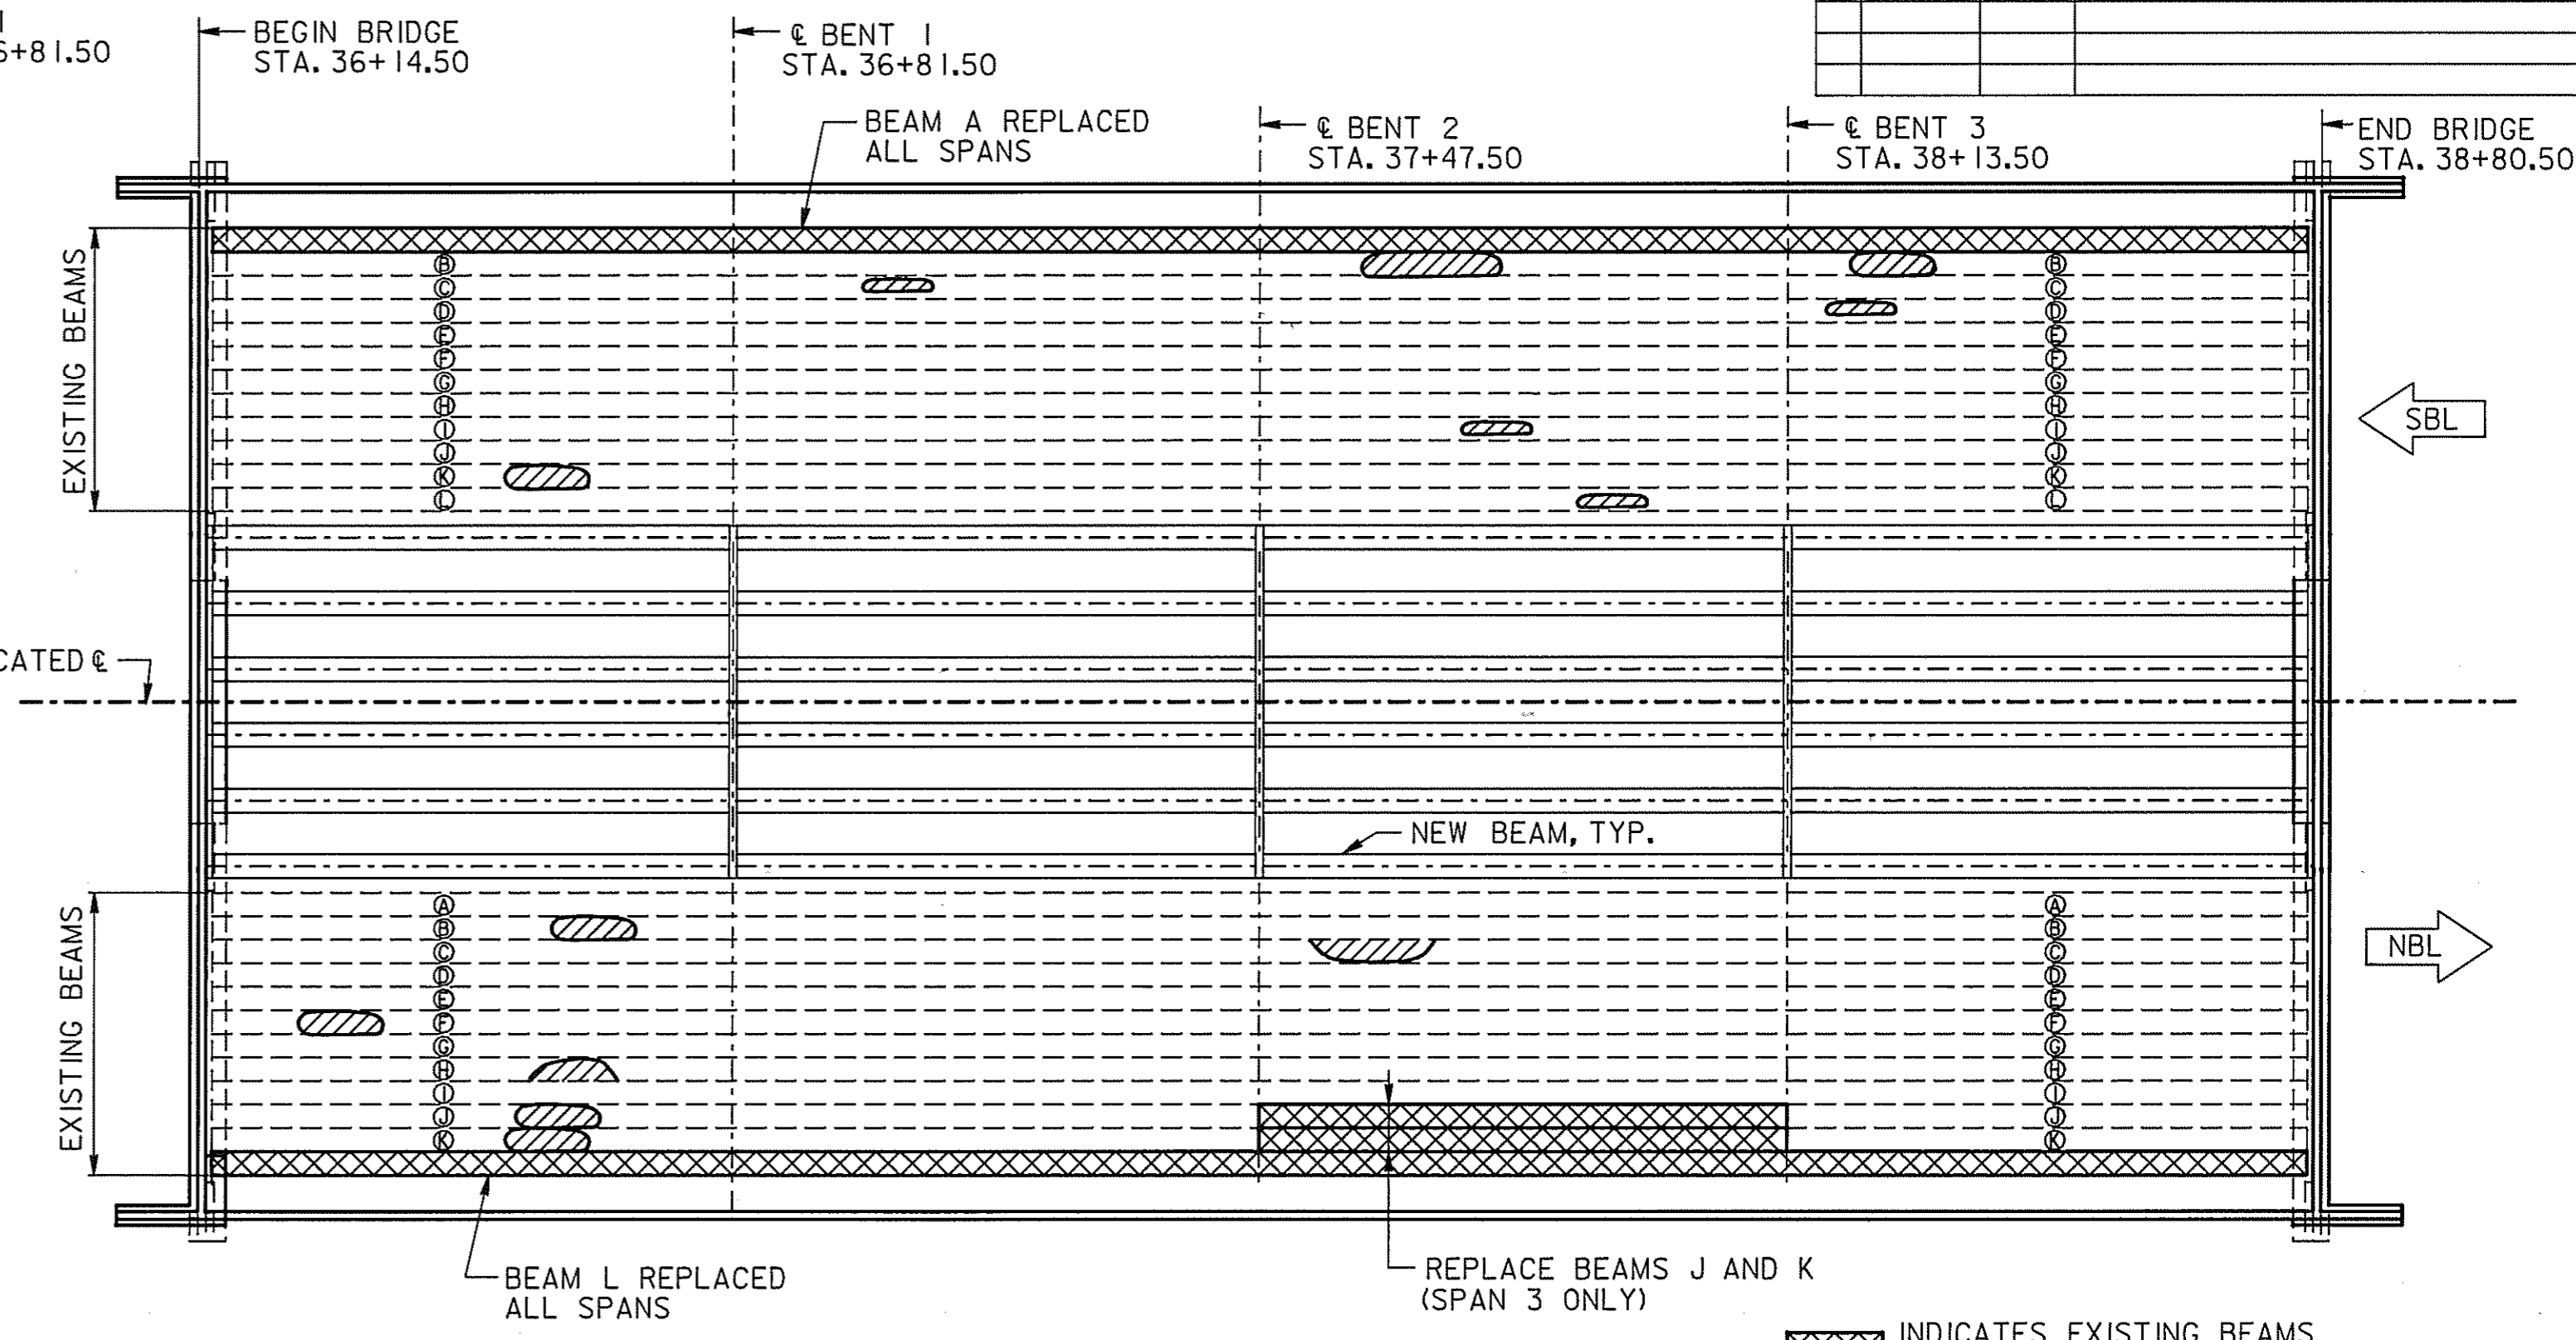 6+81.50
BEGIN BRIDGE
STA. 36+14.50
℄ BENT 1
STA. 36+81.50
BEAM A REPLACED
ALL SPANS
℄ BENT 2
STA. 37+47.50
℄ BENT 3
STA. 38+13.50
END BRIDGE
STA. 38+80.50
EXISTING BEAMS
B
C
D
E
F
G
H
I
J
K
L
B
C
D
E
F
G
H
I
J
K
L
SBL
CATED ℄
NEW BEAM, TYP.
EXISTING BEAMS
A
B
C
D
E
F
G
H
I
J
K
A
B
C
D
E
F
G
H
I
J
K
NBL
BEAM L REPLACED
ALL SPANS
REPLACE BEAMS J AND K
(SPAN 3 ONLY)
INDICATES EXISTING BEAMS